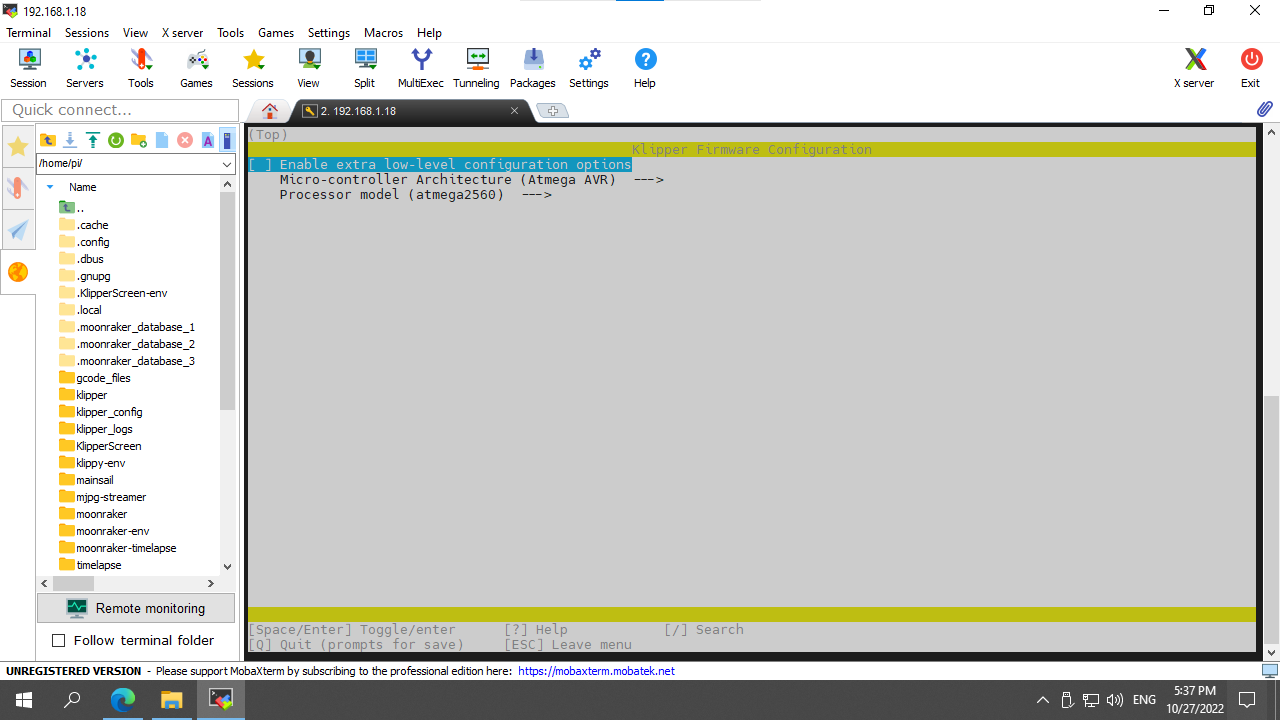 192.168.1.18
Terminal Sessions View X server Tools Games Settings Macros Help
Session Servers Tools Games Sessions View Split MultiExec Tunneling Packages Settings Help X server Exit
Quick connect...
2. 192.168.1.18
/home/pi/
Name
..
.cache
.config
.dbus
.gnupg
.KlipperScreen-env
.local
.moonraker_database_1
.moonraker_database_2
.moonraker_database_3
gcode_files
klipper
klipper_config
klipper_logs
KlipperScreen
klippy-env
mainsail
mjpg-streamer
moonraker
moonraker-env
moonraker-timelapse
timelapse
Remote monitoring
Follow terminal folder
(Top)
Klipper Firmware Configuration
[ ] Enable extra low-level configuration options
Micro-controller Architecture (Atmega AVR) --->
Processor model (atmega2560) --->
[Space/Enter] Toggle/enter [?] Help [/] Search
[Q] Quit (prompts for save) [ESC] Leave menu
UNREGISTERED VERSION - Please support MobaXterm by subscribing to the professional edition here: https://mobaxterm.mobatek.net
ENG
5:37 PM
10/27/2022